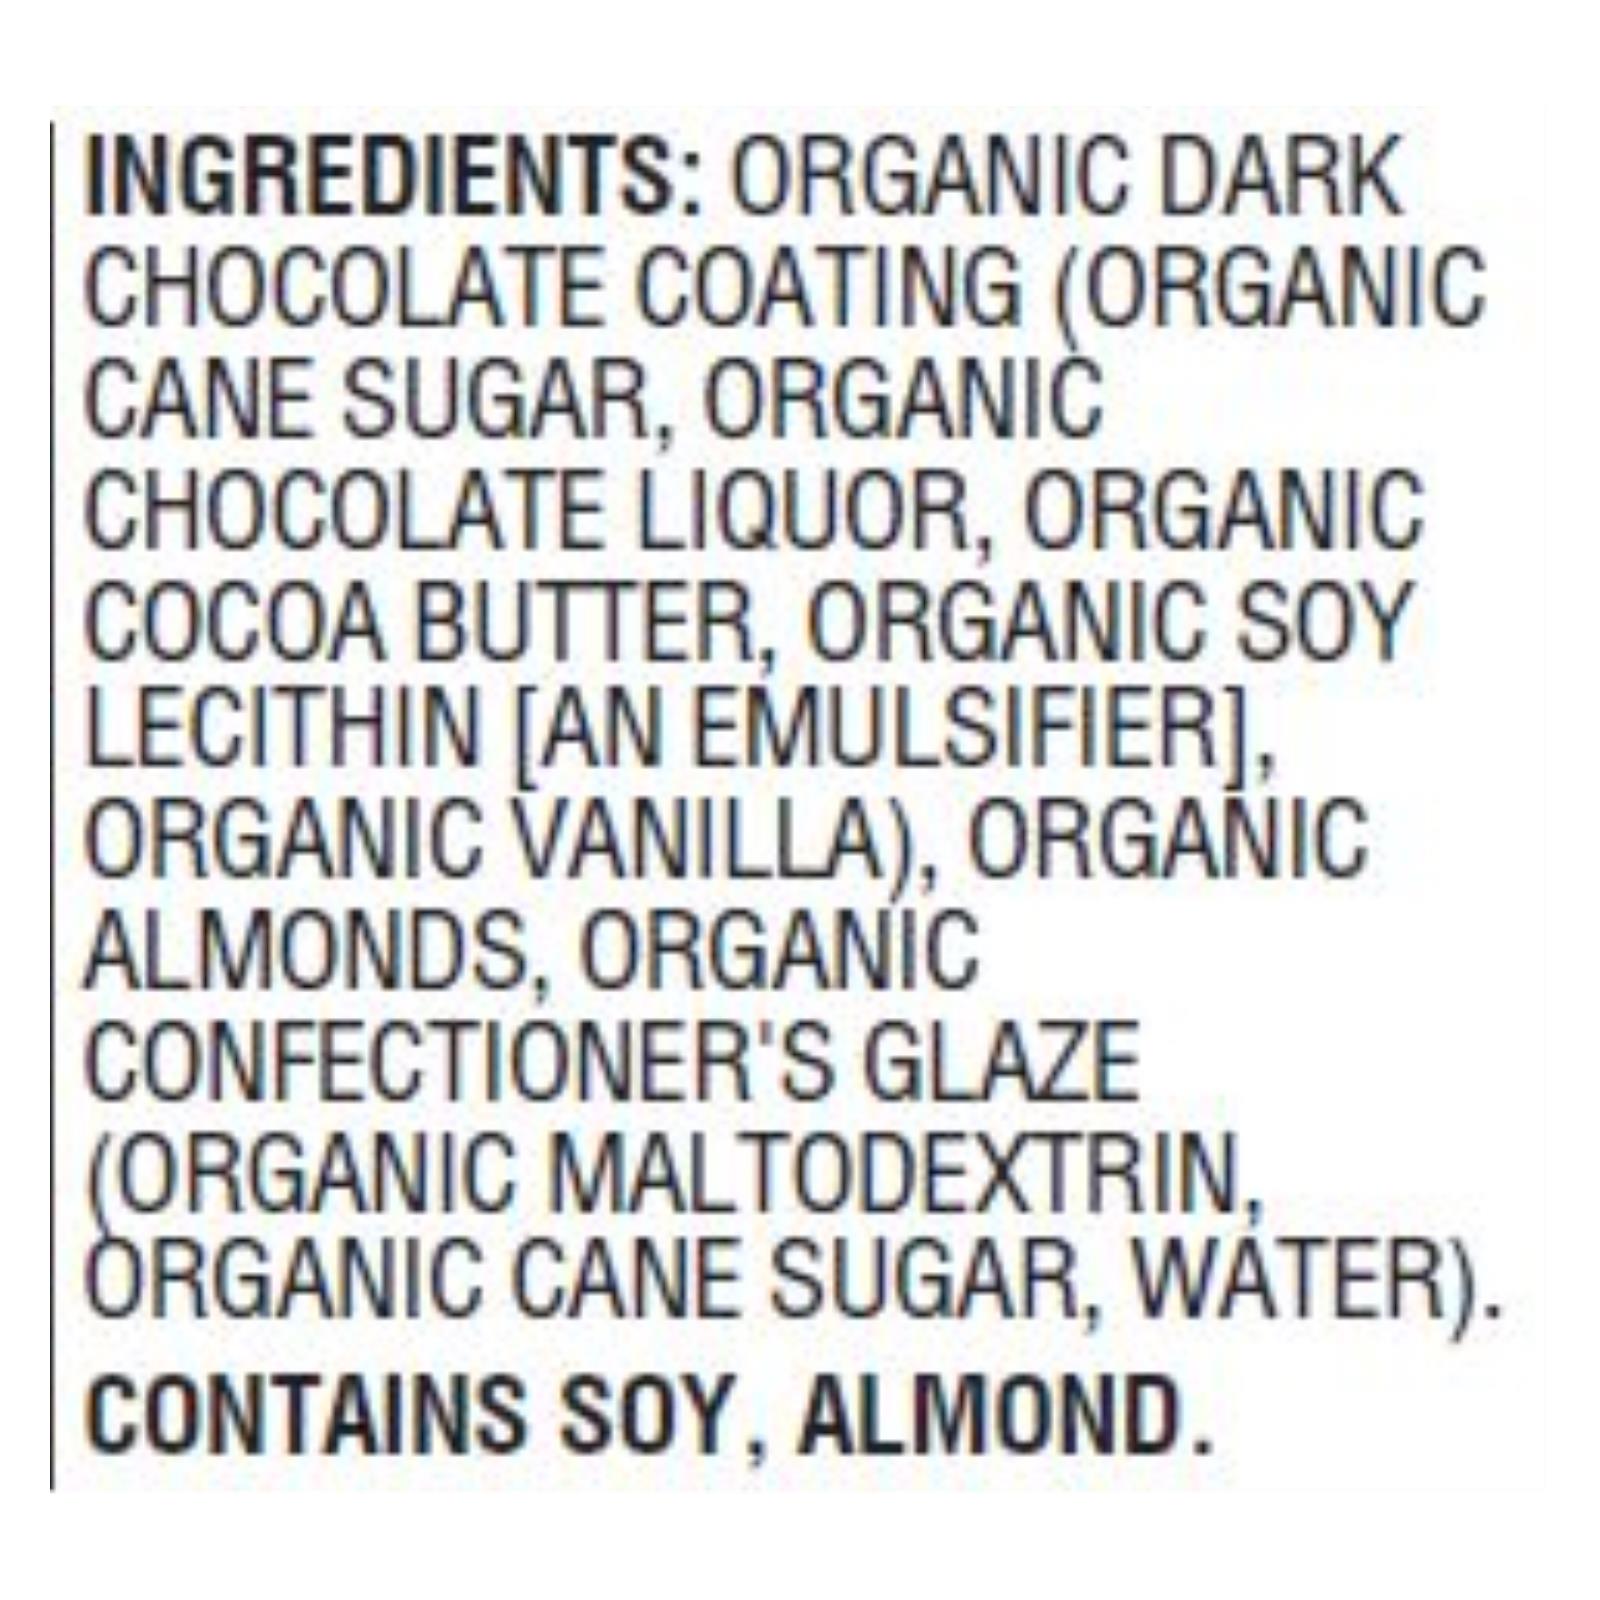 INGREDIENTS: ORGANIC DARK
CHOCOLATE COATING (ORGANIC
CANE SUGAR, ORGANIC
CHOCOLATE LIQUOR, ORGANIC
COCOA BUTTER, ORGANIC SOY
LECITHIN [AN EMULSIFIER],
ORGANIC VANILLA), ORGANIC
ALMONDS, ORGANIC
CONFECTIONER'S GLAZE
(ORGANIC MALTODEXTRIN,
ORGANIC CANE SUGAR, WATER).
CONTAINS SOY, ALMOND.